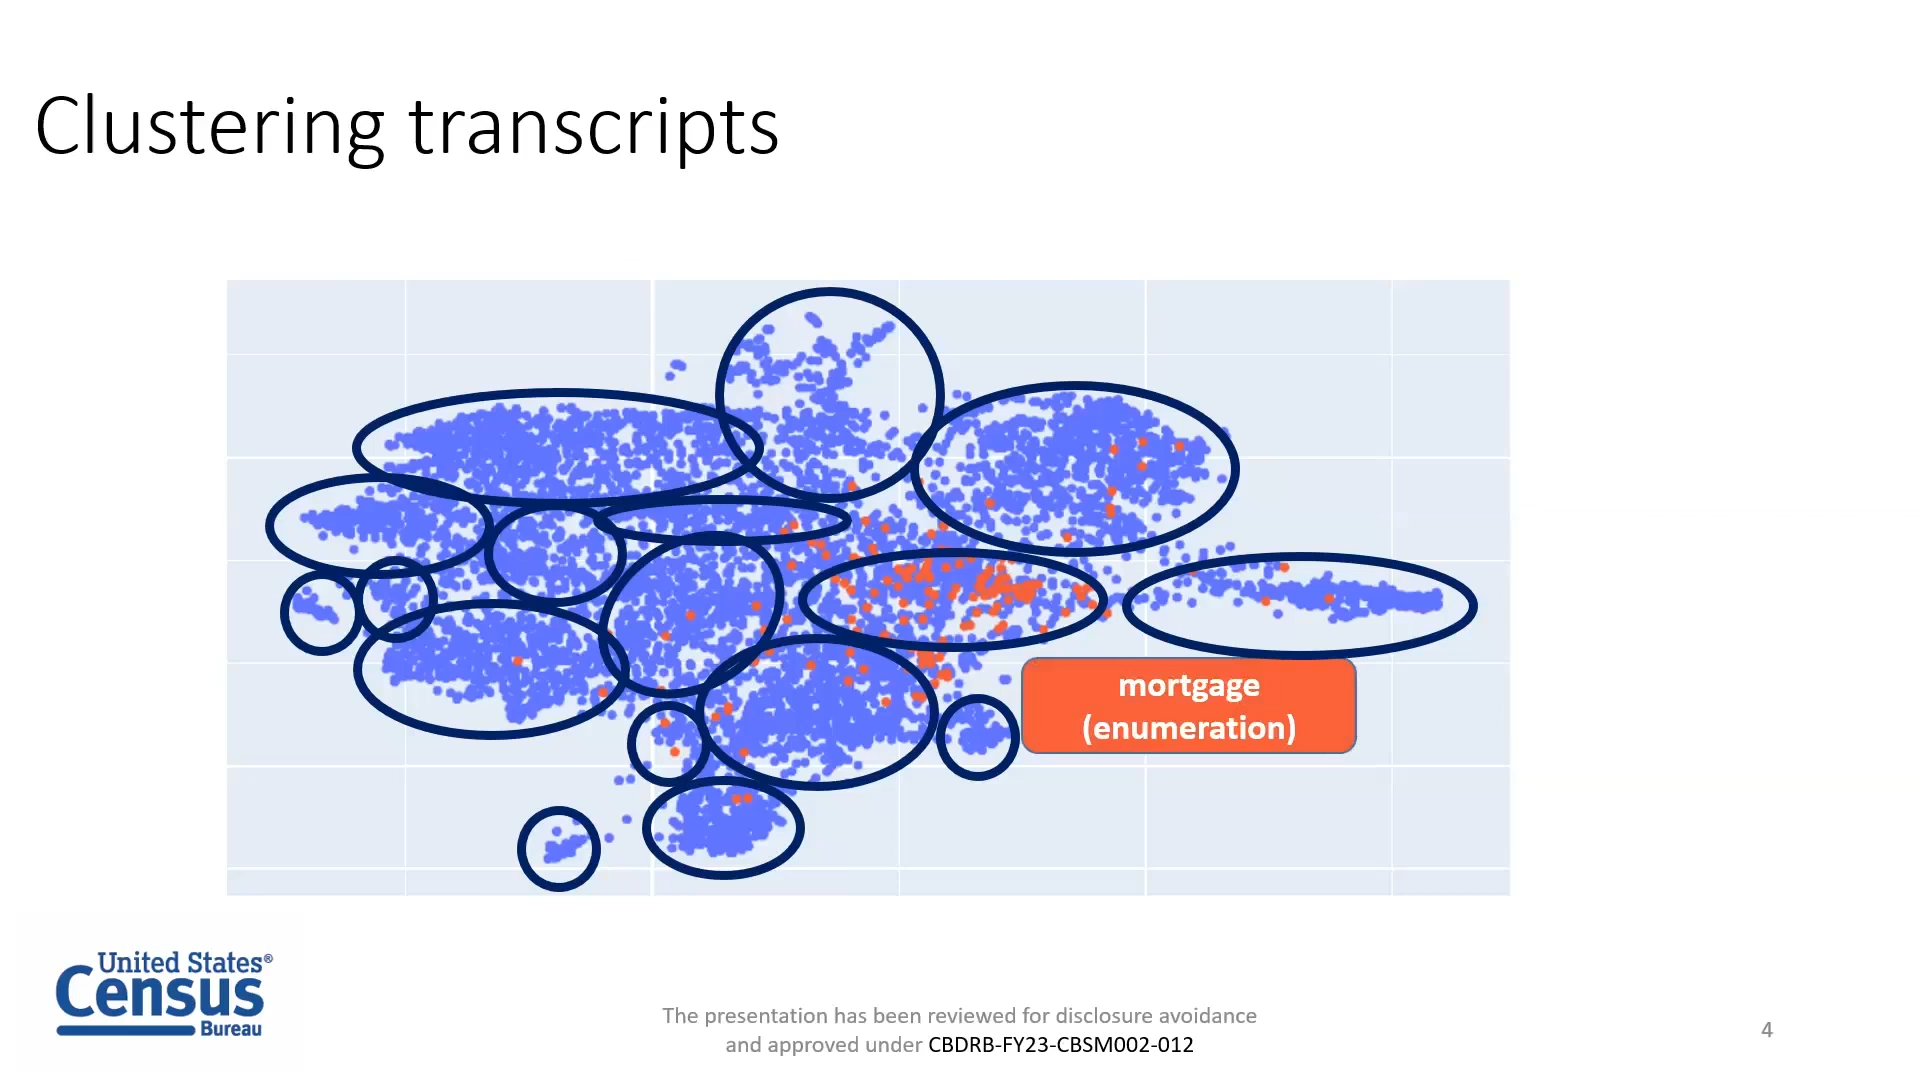 Clustering transcripts
mortgage
(enumeration)
United States®
Census
Bureau
The presentation has been reviewed for disclosure avoidance
and approved under CBDRB-FY23-CBSM002-012
4